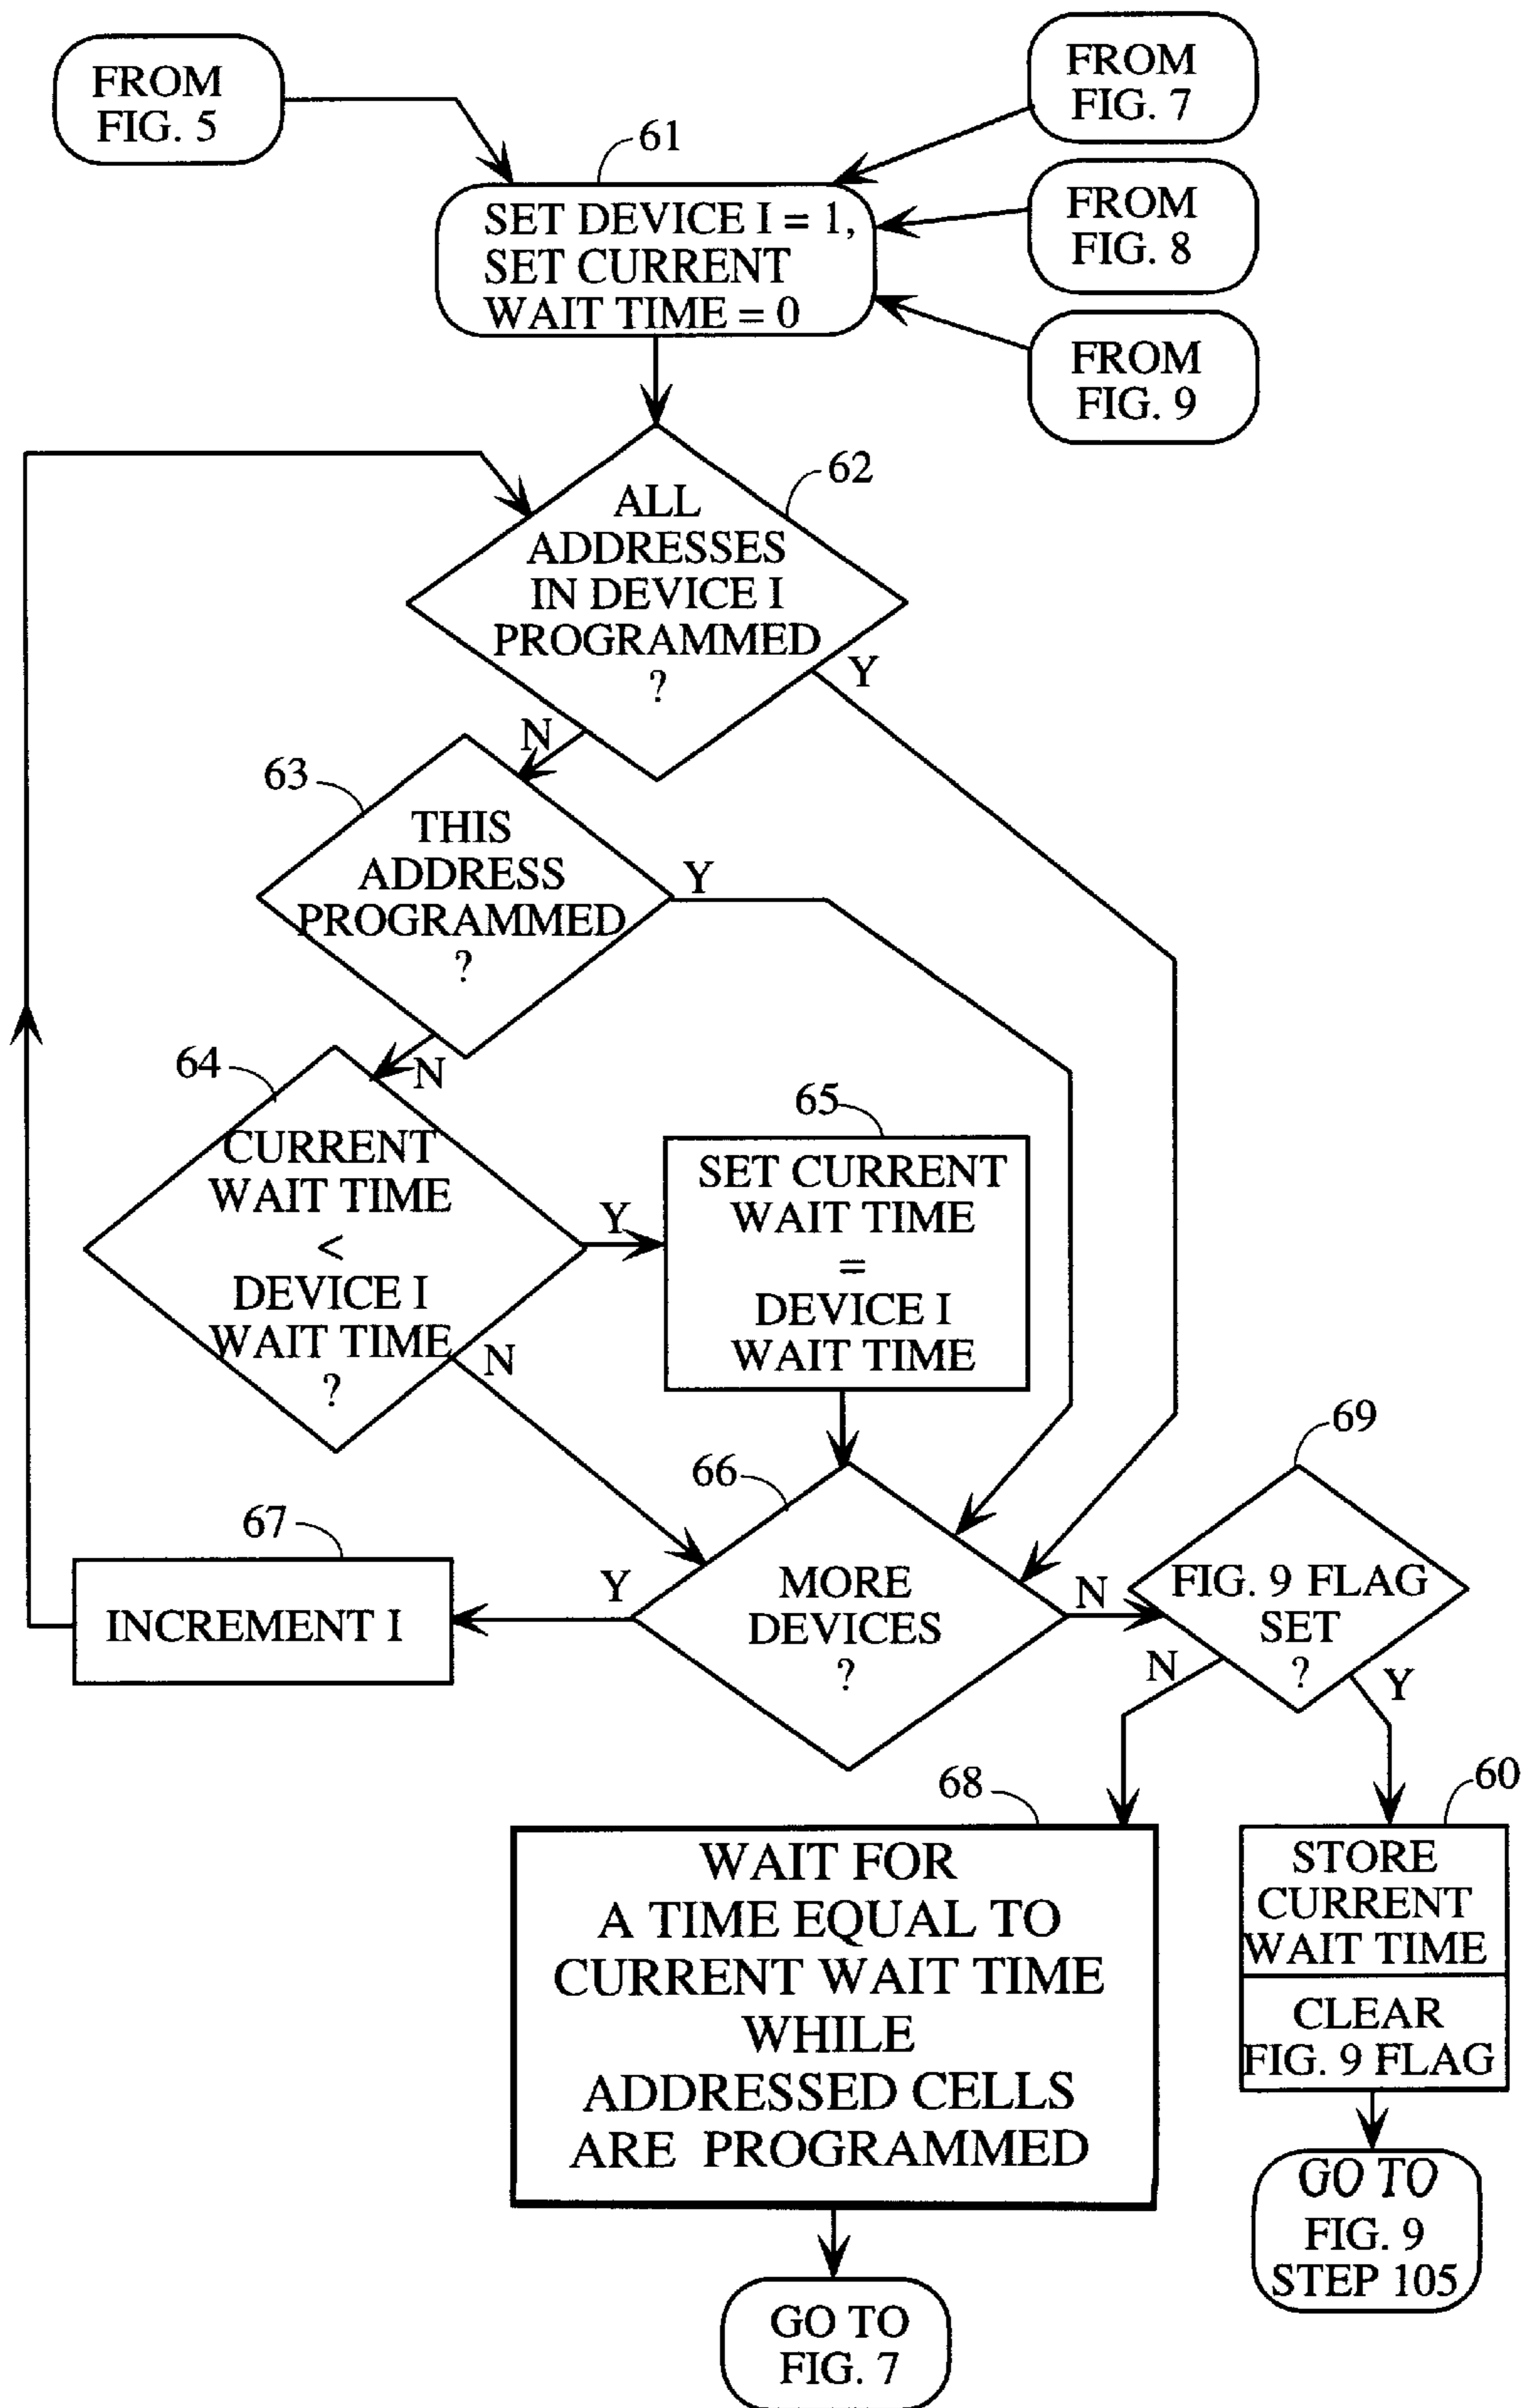 FROM
FIG. 5
FROM
FIG. 7
61
SET DEVICE I = 1,
SET CURRENT
WAIT TIME = 0
FROM
FIG. 8
FROM
FIG. 9
62
ALL
ADDRESSES
IN DEVICE I
PROGRAMMED
?
Y
N
63
THIS
ADDRESS
PROGRAMMED
?
Y
N
64
CURRENT
WAIT TIME
<
DEVICE I
WAIT TIME
?
Y
N
65
SET CURRENT
WAIT TIME
=
DEVICE I
WAIT TIME
66
MORE
DEVICES
?
Y
N
67
INCREMENT I
69
FIG. 9 FLAG
SET
?
N
Y
68
WAIT FOR
A TIME EQUAL TO
CURRENT WAIT TIME
WHILE
ADDRESSED CELLS
ARE PROGRAMMED
60
STORE
CURRENT
WAIT TIME
CLEAR
FIG. 9 FLAG
GO TO
FIG. 9
STEP 105
GO TO
FIG. 7